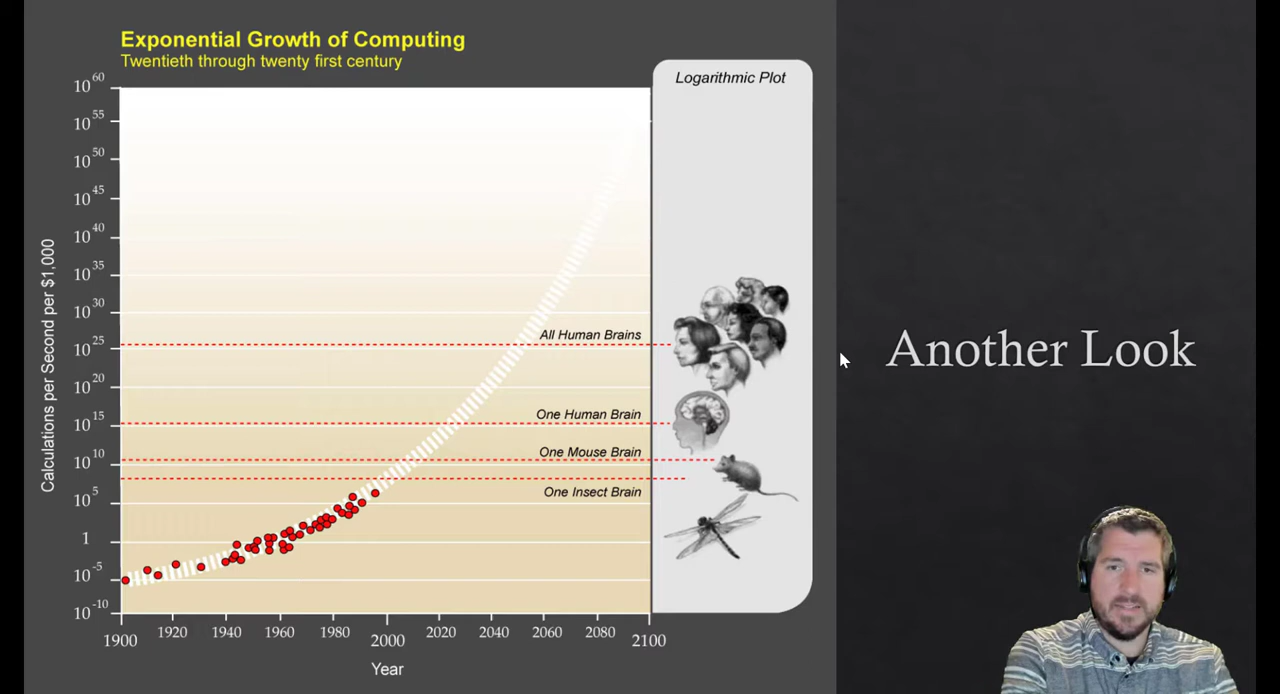 Exponential Growth of Computing
Twentieth through twenty first century
Logarithmic Plot
10^60
10^55
10^50
10^45
10^40
10^35
10^30
10^25
10^20
10^15
10^10
10^5
1
10^-5
10^-10
Calculations per Second per $1,000
All Human Brains
One Human Brain
One Mouse Brain
One Insect Brain
1900
1920
1940
1960
1980
2000
2020
2040
2060
2080
2100
Year
Another Look